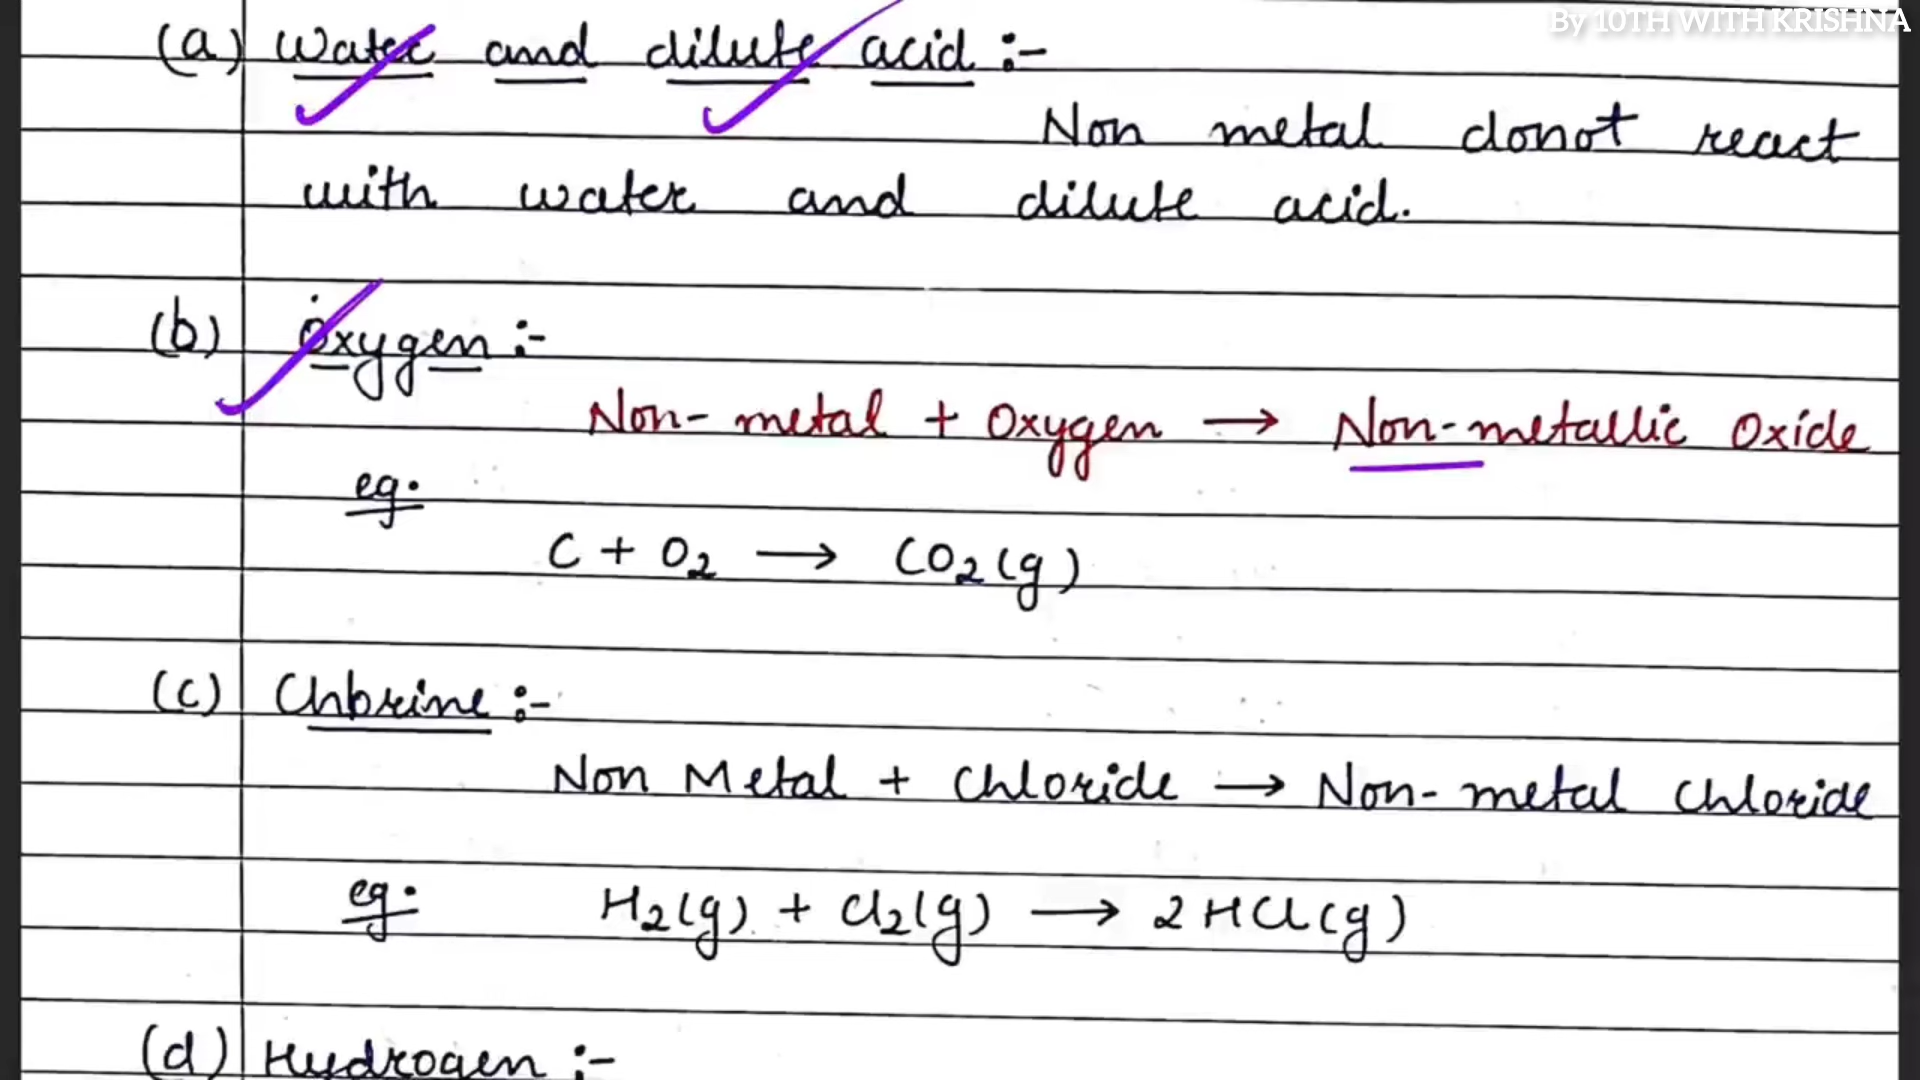 By 10TH WITH KRISHNA
(a) Water and dilute acid :-
Non metal donot react
with water and dilute acid.
(b) Oxygen :-
Non-metal + Oxygen → Non-metallic Oxide
eg.
C + O₂ → CO₂(g)
(c) Chlorine :-
Non Metal + Chloride → Non-metal Chloride
eg. H₂(g) + Cl₂(g) → 2HCl(g)
(d) Hydrogen :-